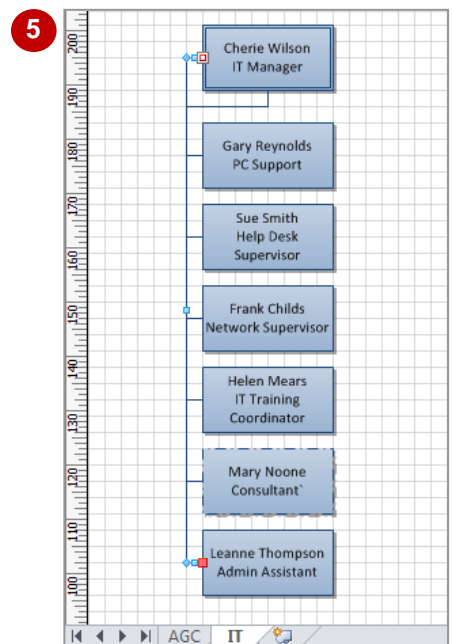 5
200
190
180
170
160
150
140
130
120
110
100
Cherie Wilson
IT Manager
Gary Reynolds
PC Support
Sue Smith
Help Desk
Supervisor
Frank Childs
Network Supervisor
Helen Mears
IT Training
Coordinator
Mary Noone
Consultant`
Leanne Thompson
Admin Assistant
AGC IT